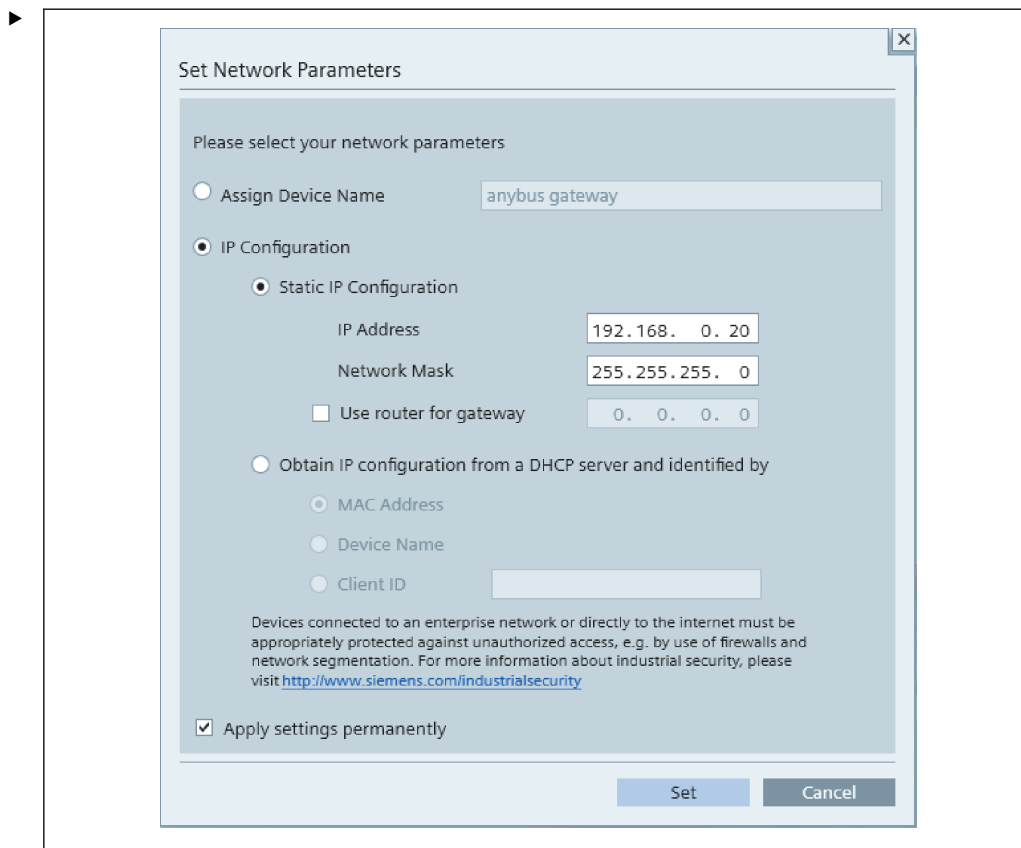 Set Network Parameters
Please select your network parameters
Assign Device Name anybus gateway
IP Configuration
Static IP Configuration
IP Address 192.168. 0. 20
Network Mask 255.255.255. 0
Use router for gateway 0. 0. 0. 0
Obtain IP configuration from a DHCP server and identified by
MAC Address
Device Name
Client ID
Devices connected to an enterprise network or directly to the internet must be
appropriately protected against unauthorized access, e.g. by use of firewalls and
network segmentation. For more information about industrial security, please
visit http://www.siemens.com/industrialsecurity
Apply settings permanently
Set Cancel